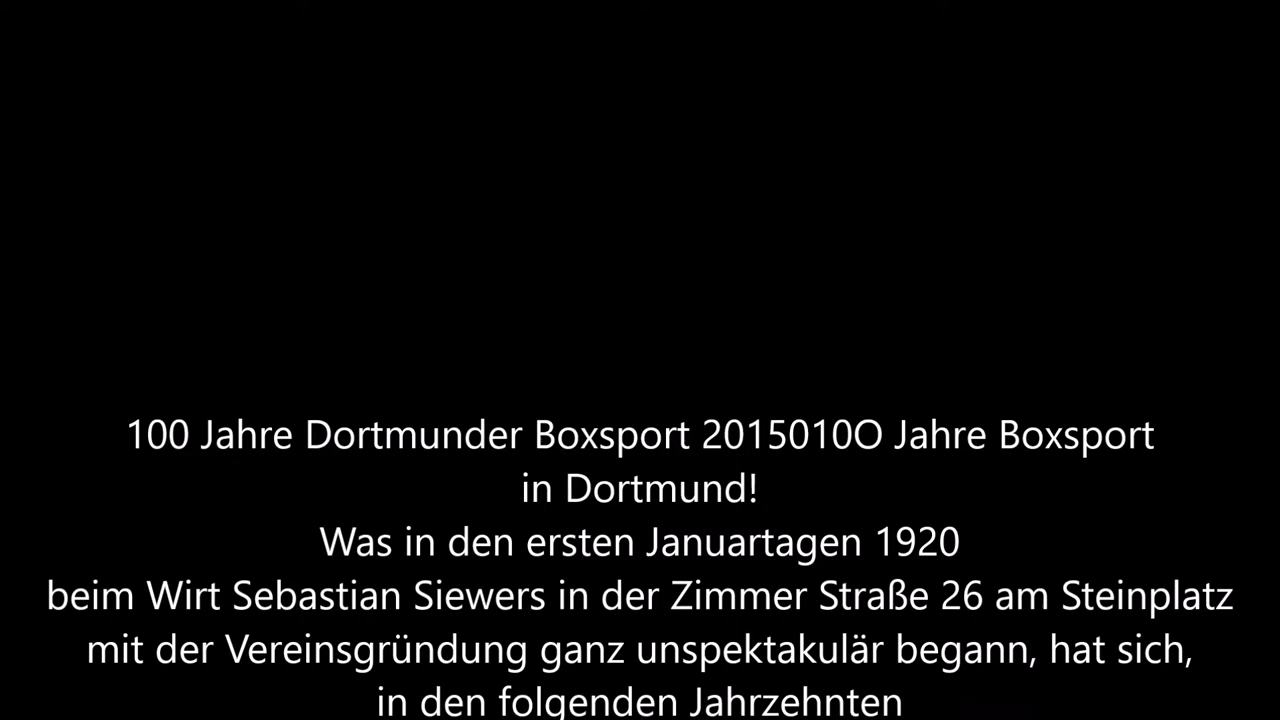 100 Jahre Dortmunder Boxsport 2015010O Jahre Boxsport
in Dortmund!
Was in den ersten Januartagen 1920
beim Wirt Sebastian Siewers in der Zimmer Straße 26 am Steinplatz
mit der Vereinsgründung ganz unspektakulär begann, hat sich,
in den folgenden Jahrzehnten